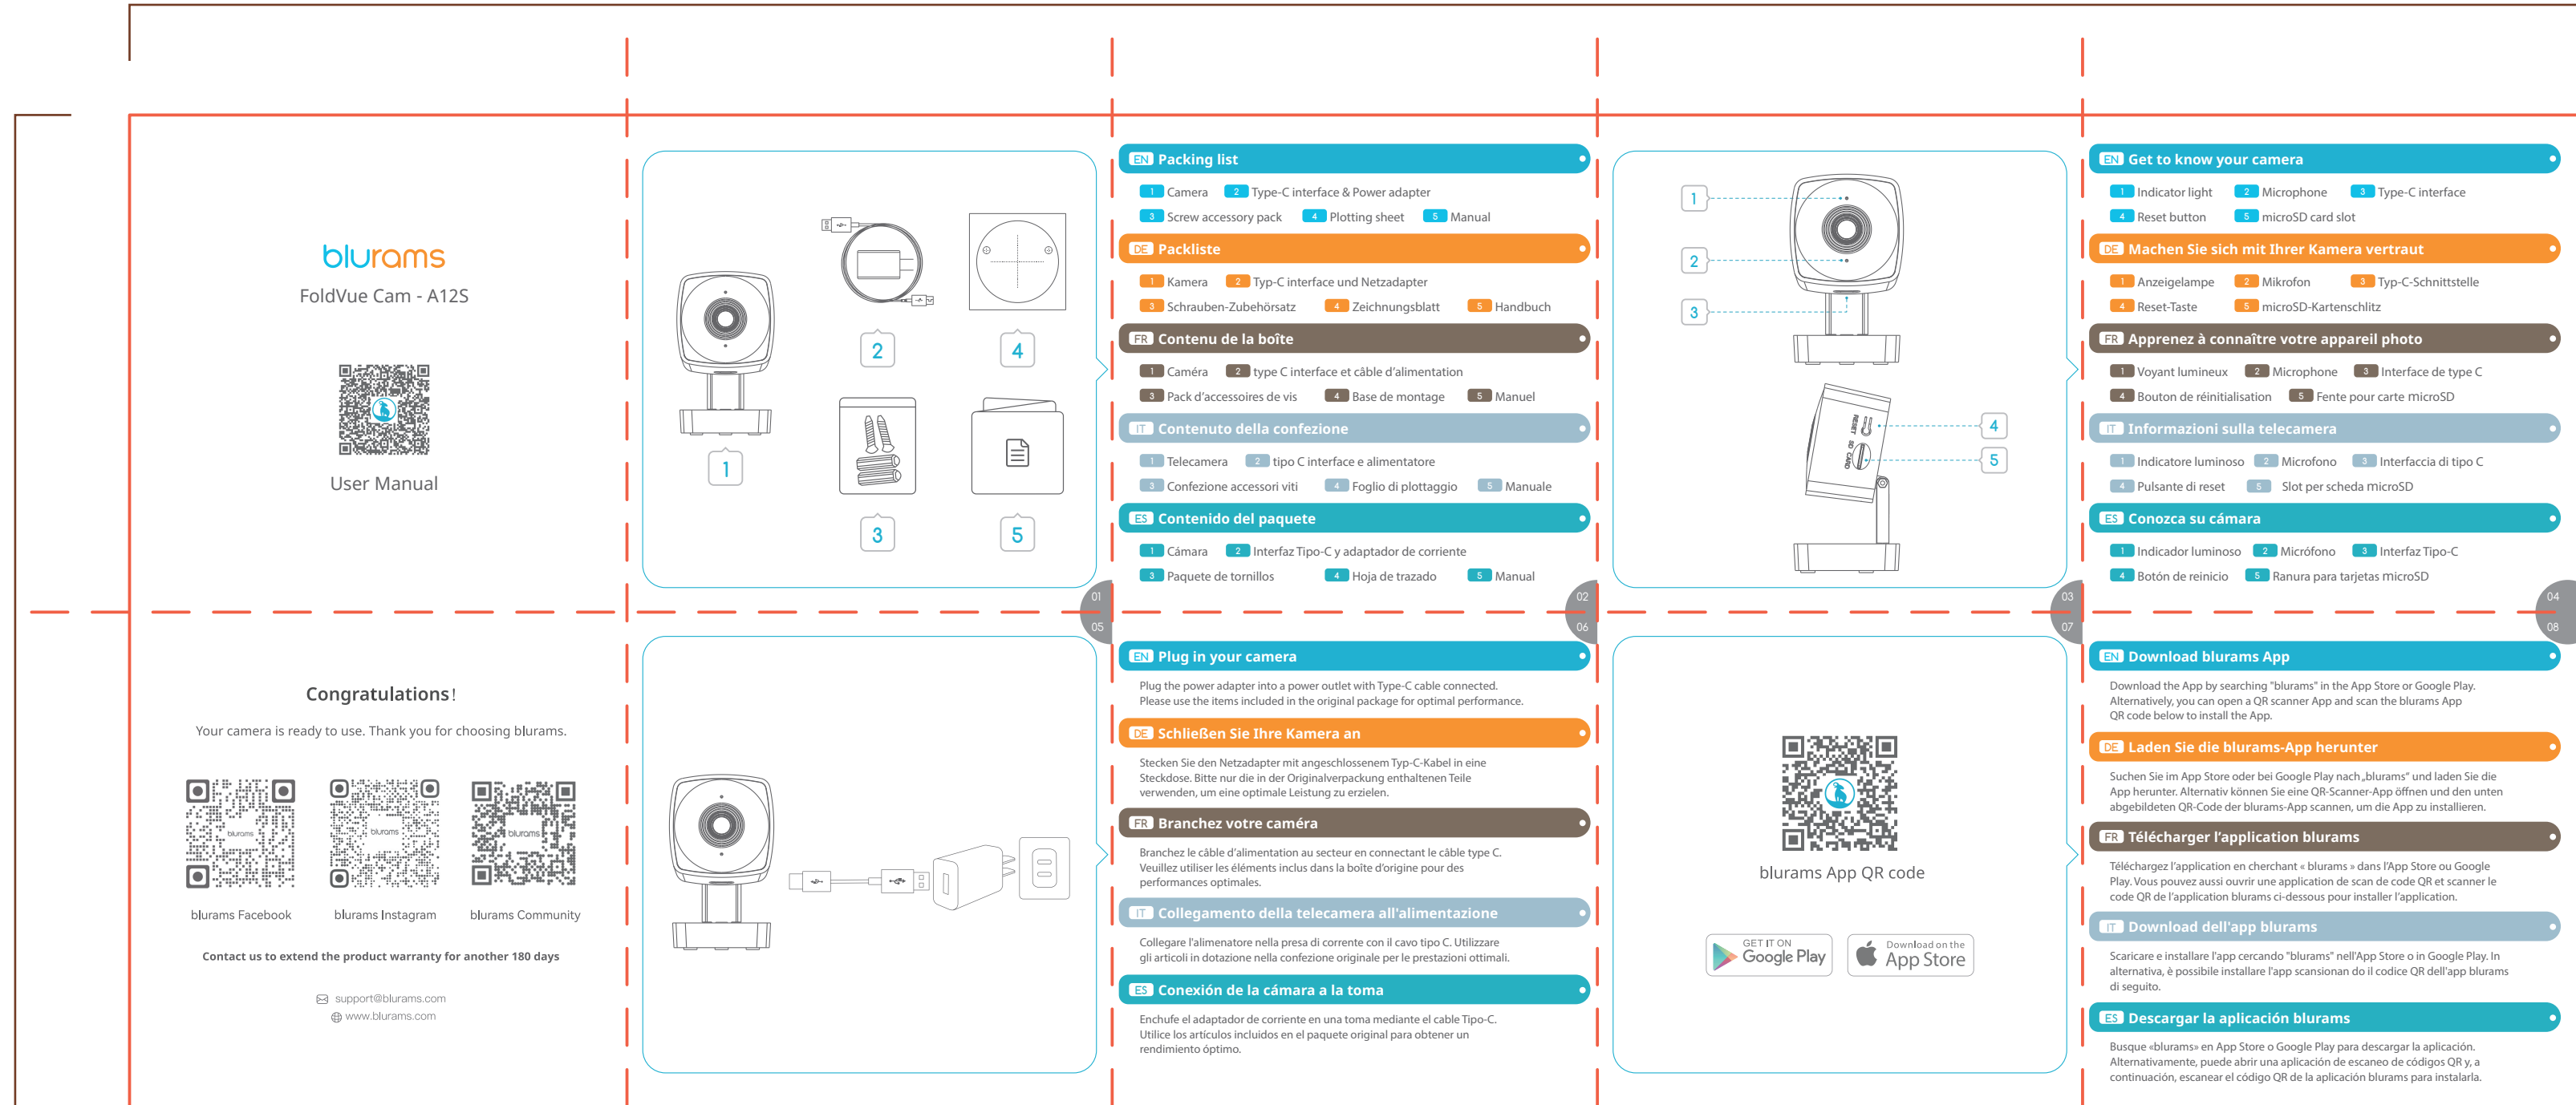 blurams
FoldVue Cam - A12S
User Manual
1
2
3
4
5
01
EN Packing list
1 Camera 2 Type-C interface & Power adapter
3 Screw accessory pack 4 Plotting sheet 5 Manual
DE Packliste
1 Kamera 2 Typ-C interface und Netzadapter
3 Schrauben-Zubehörsatz 4 Zeichnungsblatt 5 Handbuch
FR Contenu de la boîte
1 Caméra 2 type C interface et câble d'alimentation
3 Pack d'accessoires de vis 4 Base de montage 5 Manuel
IT Contenuto della confezione
1 Telecamera 2 tipo C interface e alimentatore
3 Confezione accessori viti 4 Foglio di plottaggio 5 Manuale
ES Contenido del paquete
1 Cámara 2 Interfaz Tipo-C y adaptador de corriente
3 Paquete de tornillos 4 Hoja de trazado 5 Manual
02
1
2
3
RESET
SD CARD
4
5
03
EN Get to know your camera
1 Indicator light 2 Microphone 3 Type-C interface
4 Reset button 5 microSD card slot
DE Machen Sie sich mit Ihrer Kamera vertraut
1 Anzeigelampe 2 Mikrofon 3 Typ-C-Schnittstelle
4 Reset-Taste 5 microSD-Kartenschlitz
FR Apprenez à connaître votre appareil photo
1 Voyant lumineux 2 Microphone 3 Interface de type C
4 Bouton de réinitialisation 5 Fente pour carte microSD
IT Informazioni sulla telecamera
1 Indicatore luminoso 2 Microfono 3 Interfaccia di tipo C
4 Pulsante di reset 5 Slot per scheda microSD
ES Conozca su cámara
1 Indicador luminoso 2 Micrófono 3 Interfaz Tipo-C
4 Botón de reinicio 5 Ranura para tarjetas microSD
04
Congratulations!
Your camera is ready to use. Thank you for choosing blurams.
blurams
blurams
blurams
blurams Facebook
blurams Instagram
blurams Community
Contact us to extend the product warranty for another 180 days
support@blurams.com
www.blurams.com
05
EN Plug in your camera
Plug the power adapter into a power outlet with Type-C cable connected.
Please use the items included in the original package for optimal performance.
DE Schließen Sie Ihre Kamera an
Stecken Sie den Netzadapter mit angeschlossenem Typ-C-Kabel in eine
Steckdose. Bitte nur die in der Originalverpackung enthaltenen Teile
verwenden, um eine optimale Leistung zu erzielen.
FR Branchez votre caméra
Branchez le câble d'alimentation au secteur en connectant le câble type C.
Veuillez utiliser les éléments inclus dans la boîte d'origine pour des
performances optimales.
IT Collegamento della telecamera all'alimentazione
Collegare l'alimenatore nella presa di corrente con il cavo tipo C. Utilizzare
gli articoli in dotazione nella confezione originale per le prestazioni ottimali.
ES Conexión de la cámara a la toma
Enchufe el adaptador de corriente en una toma mediante el cable Tipo-C.
Utilice los artículos incluidos en el paquete original para obtener un
rendimiento óptimo.
06
blurams App QR code
GET IT ON
Google Play
Download on the
App Store
07
EN Download blurams App
Download the App by searching "blurams" in the App Store or Google Play.
Alternatively, you can open a QR scanner App and scan the blurams App
QR code below to install the App.
DE Laden Sie die blurams-App herunter
Suchen Sie im App Store oder bei Google Play nach „blurams" und laden Sie die
App herunter. Alternativ können Sie eine QR-Scanner-App öffnen und den unten
abgebildeten QR-Code der blurams-App scannen, um die App zu installieren.
FR Télécharger l'application blurams
Téléchargez l'application en cherchant « blurams » dans l'App Store ou Google
Play. Vous pouvez aussi ouvrir une application de scan de code QR et scanner le
code QR de l'application blurams ci-dessous pour installer l'application.
IT Download dell'app blurams
Scaricare e installare l'app cercando "blurams" nell'App Store o in Google Play. In
alternativa, è possibile installare l'app scansionan do il codice QR dell'app blurams
di seguito.
ES Descargar la aplicación blurams
Busque «blurams» en App Store o Google Play para descargar la aplicación.
Alternativamente, puede abrir una aplicación de escaneo de códigos QR y, a
continuación, escanear el código QR de la aplicación blurams para instalarla.
08